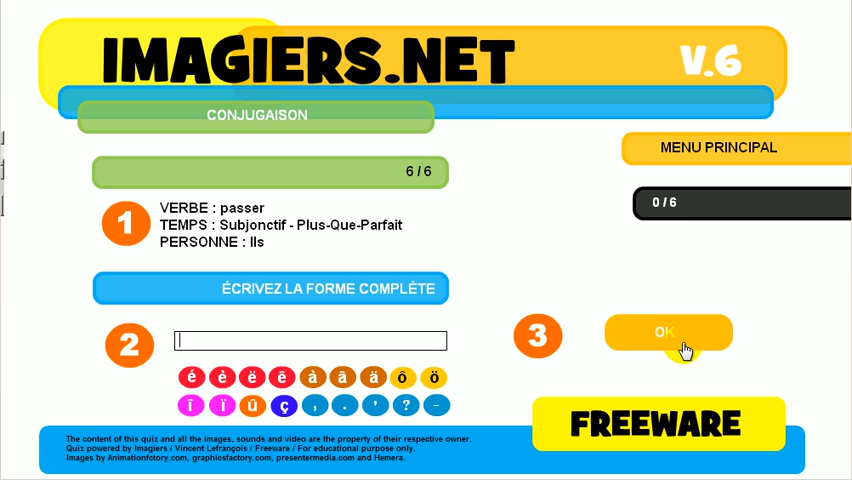 IMAGIERS.NET
V.6
CONJUGAISON
MENU PRINCIPAL
6 / 6
0 / 6
1
VERBE : passer
TEMPS : Subjonctif - Plus-Que-Parfait
PERSONNE : Ils
ÉCRIVEZ LA FORME COMPLÈTE
2
3
OK
é è ë ê à â ä ô ö
î ï û ç , . ' ? -
FREEWARE
The content of this quiz and all the images, sounds and video are the property of their respective owner.
Quiz powered by Imagiers / Vincent Lefrançois / Freeware / For educational purpose only.
Images by Animationfctory.com, graphicsfactory.com, presentermedia.com and Hemera.